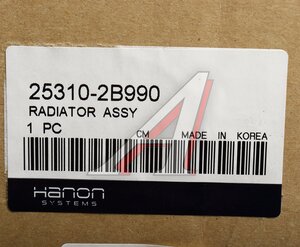 25310-2B990
RADIATOR ASSY
1 PC
CM MADE IN KOREA
Hanon
SYSTEMS